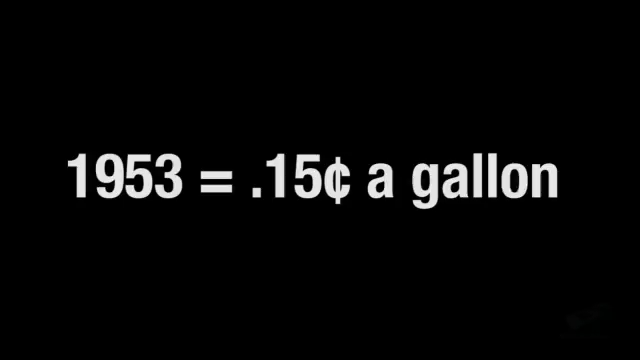 1953 = .15¢ a gallon